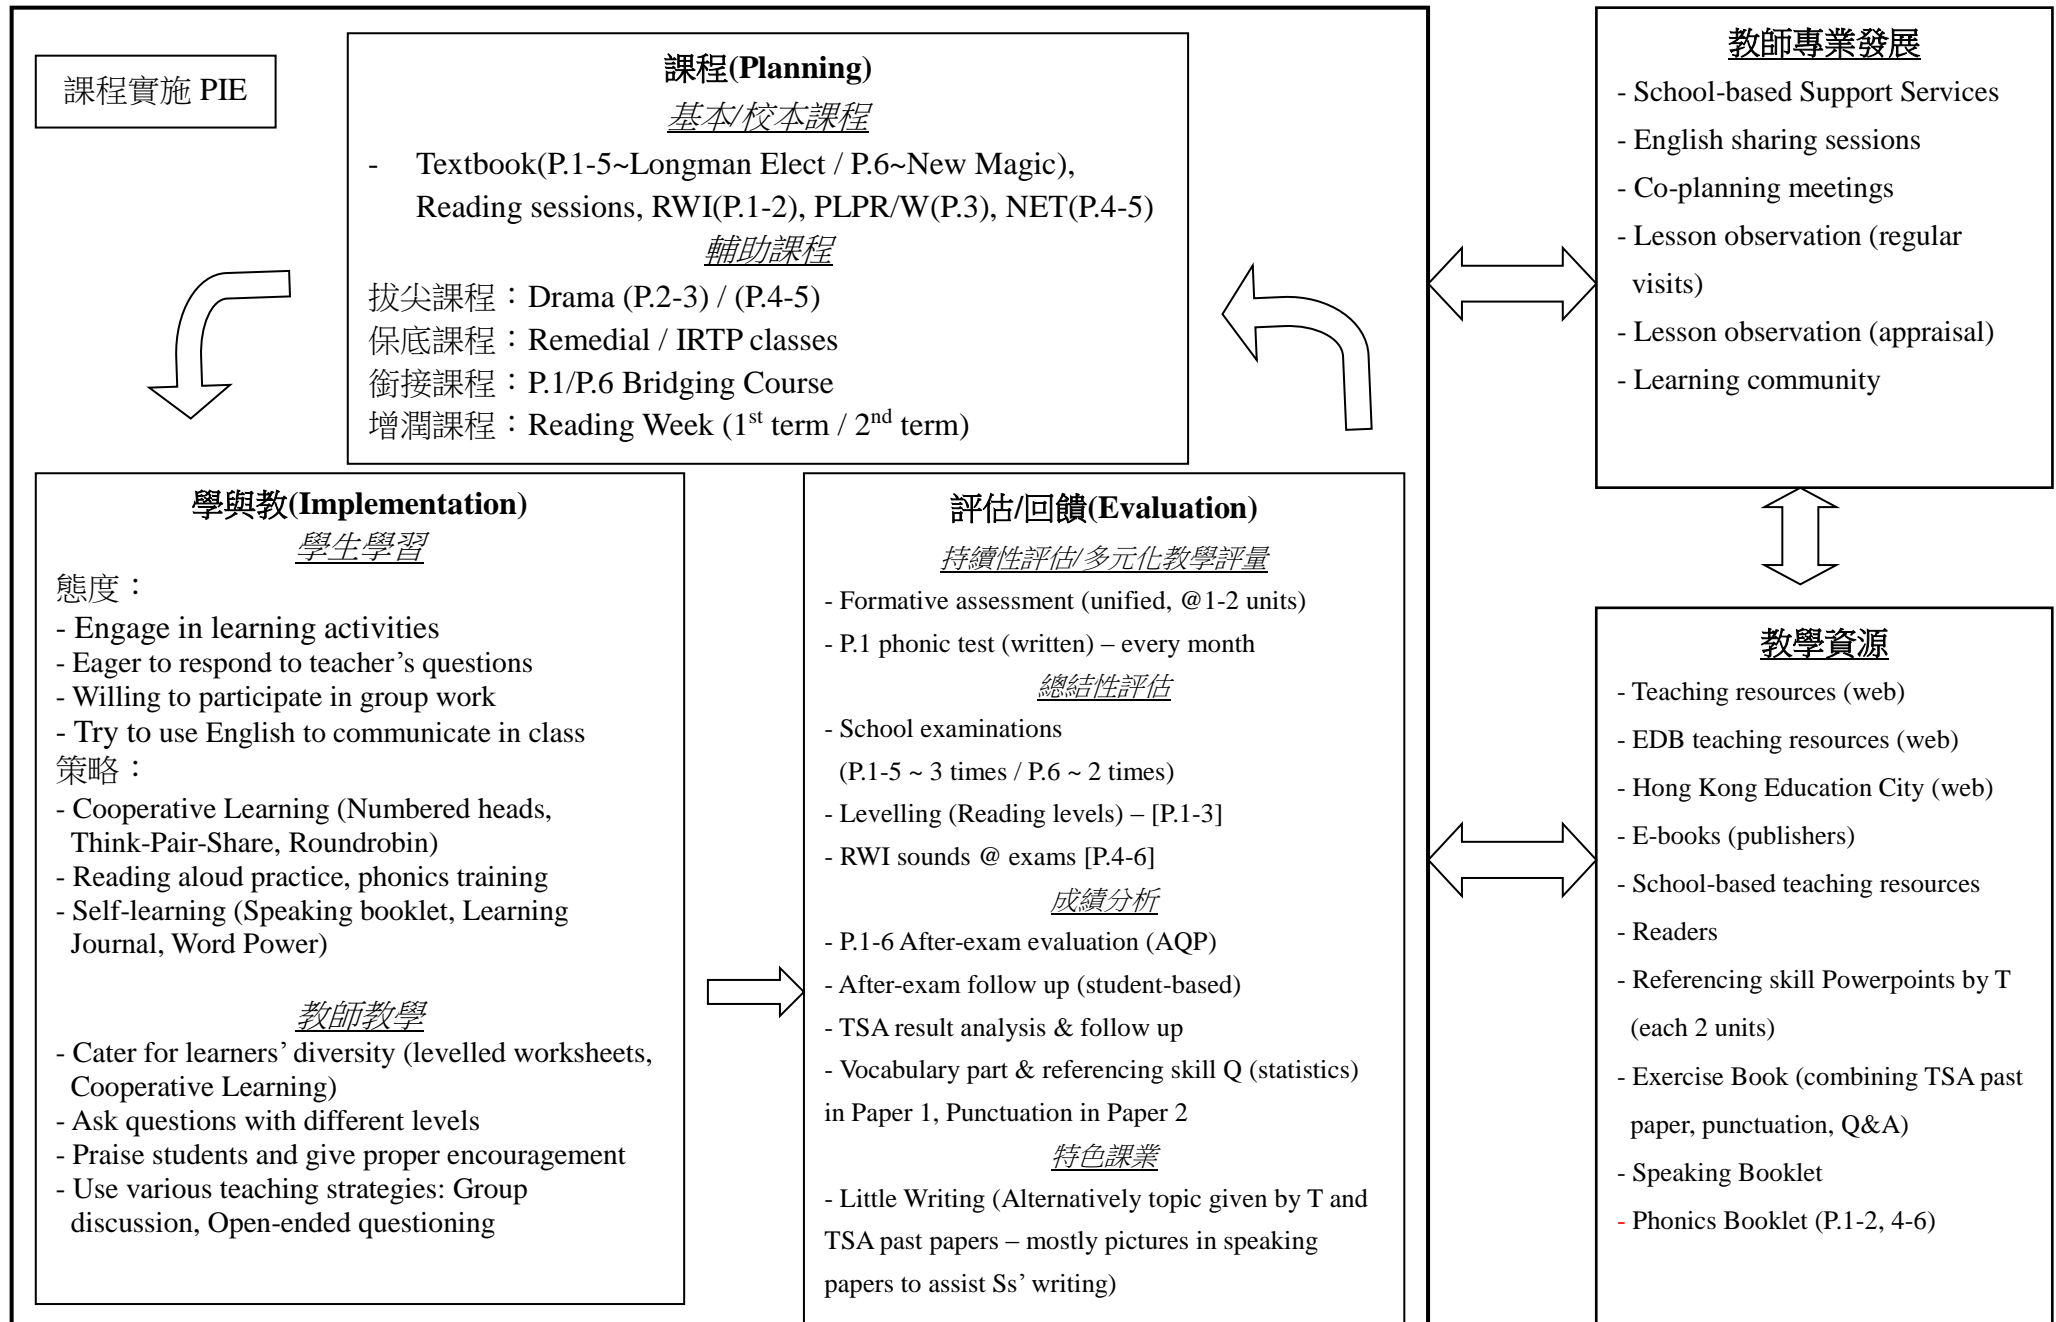 課程實施 PIE
課程(Planning)
基本/校本課程
- Textbook(P.1-5~Longman Elect / P.6~New Magic),
Reading sessions, RWI(P.1-2), PLPR/W(P.3), NET(P.4-5)
輔助課程
拔尖課程：Drama (P.2-3) / (P.4-5)
保底課程：Remedial / IRTP classes
銜接課程：P.1/P.6 Bridging Course
增潤課程：Reading Week (1st term / 2nd term)
學與教(Implementation)
學生學習
態度：
- Engage in learning activities
- Eager to respond to teacher’s questions
- Willing to participate in group work
- Try to use English to communicate in class
策略：
- Cooperative Learning (Numbered heads,
Think-Pair-Share, Roundrobin)
- Reading aloud practice, phonics training
- Self-learning (Speaking booklet, Learning
Journal, Word Power)
教師教學
- Cater for learners’ diversity (levelled worksheets,
Cooperative Learning)
- Ask questions with different levels
- Praise students and give proper encouragement
- Use various teaching strategies: Group
discussion, Open-ended questioning
評估/回饋(Evaluation)
持續性評估/多元化教學評量
- Formative assessment (unified, @1-2 units)
- P.1 phonic test (written) – every month
總結性評估
- School examinations
(P.1-5 ~ 3 times / P.6 ~ 2 times)
- Levelling (Reading levels) – [P.1-3]
- RWI sounds @ exams [P.4-6]
成績分析
- P.1-6 After-exam evaluation (AQP)
- After-exam follow up (student-based)
- TSA result analysis & follow up
- Vocabulary part & referencing skill Q (statistics)
in Paper 1, Punctuation in Paper 2
特色課業
- Little Writing (Alternatively topic given by T and
TSA past papers – mostly pictures in speaking
papers to assist Ss’ writing)
教師專業發展
- School-based Support Services
- English sharing sessions
- Co-planning meetings
- Lesson observation (regular
visits)
- Lesson observation (appraisal)
- Learning community
教學資源
- Teaching resources (web)
- EDB teaching resources (web)
- Hong Kong Education City (web)
- E-books (publishers)
- School-based teaching resources
- Readers
- Referencing skill Powerpoints by T
(each 2 units)
- Exercise Book (combining TSA past
paper, punctuation, Q&A)
- Speaking Booklet
- Phonics Booklet (P.1-2, 4-6)